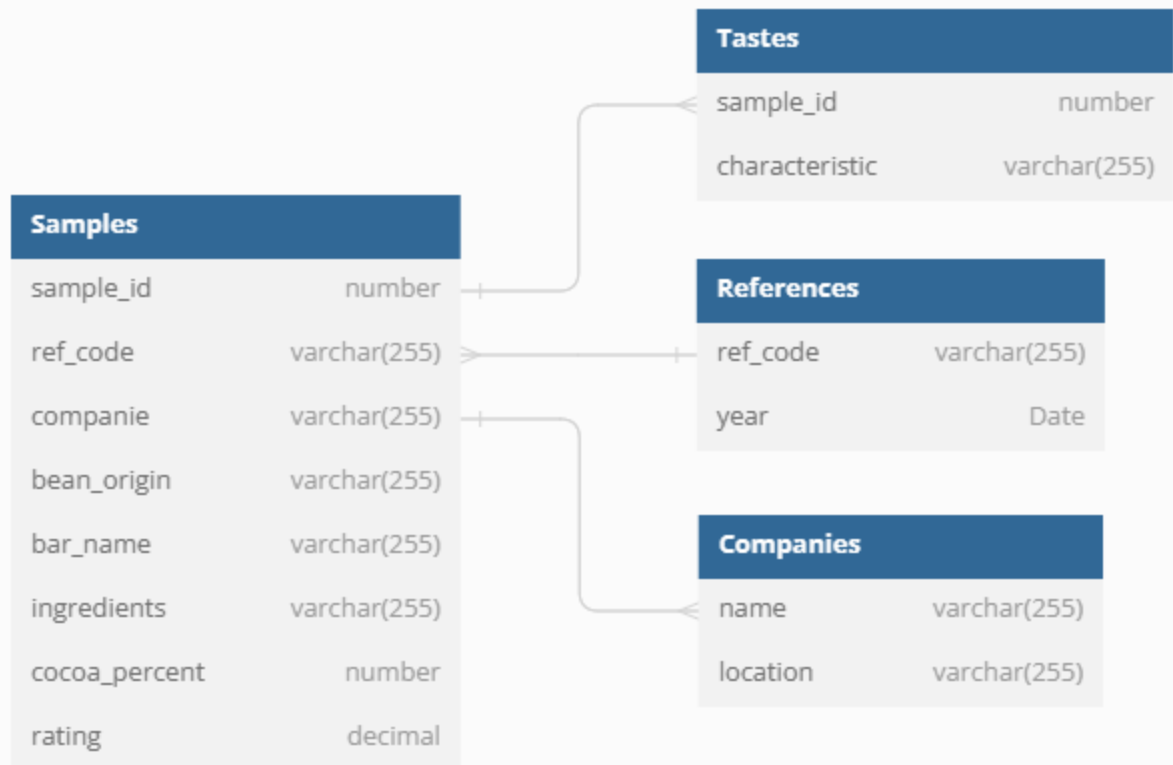 Tastes
sample_id number
characteristic varchar(255)
Samples
sample_id number
ref_code varchar(255)
companie varchar(255)
bean_origin varchar(255)
bar_name varchar(255)
ingredients varchar(255)
cocoa_percent number
rating decimal
References
ref_code varchar(255)
year Date
Companies
name varchar(255)
location varchar(255)